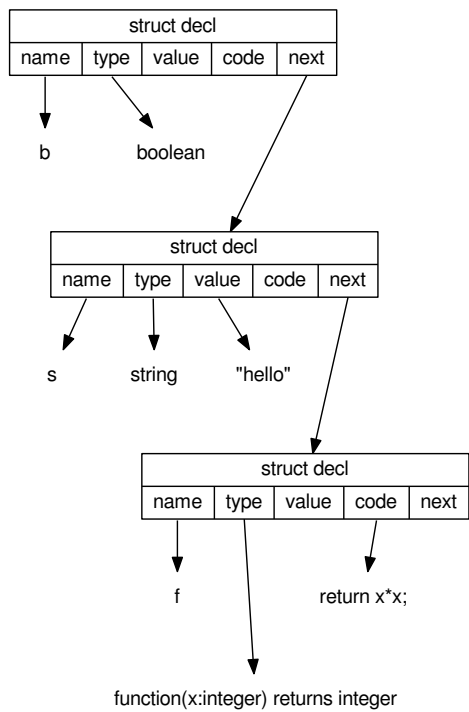 struct decl
name type value code next
b boolean
struct decl
name type value code next
s string "hello"
struct decl
name type value code next
f return x*x;
function(x:integer) returns integer